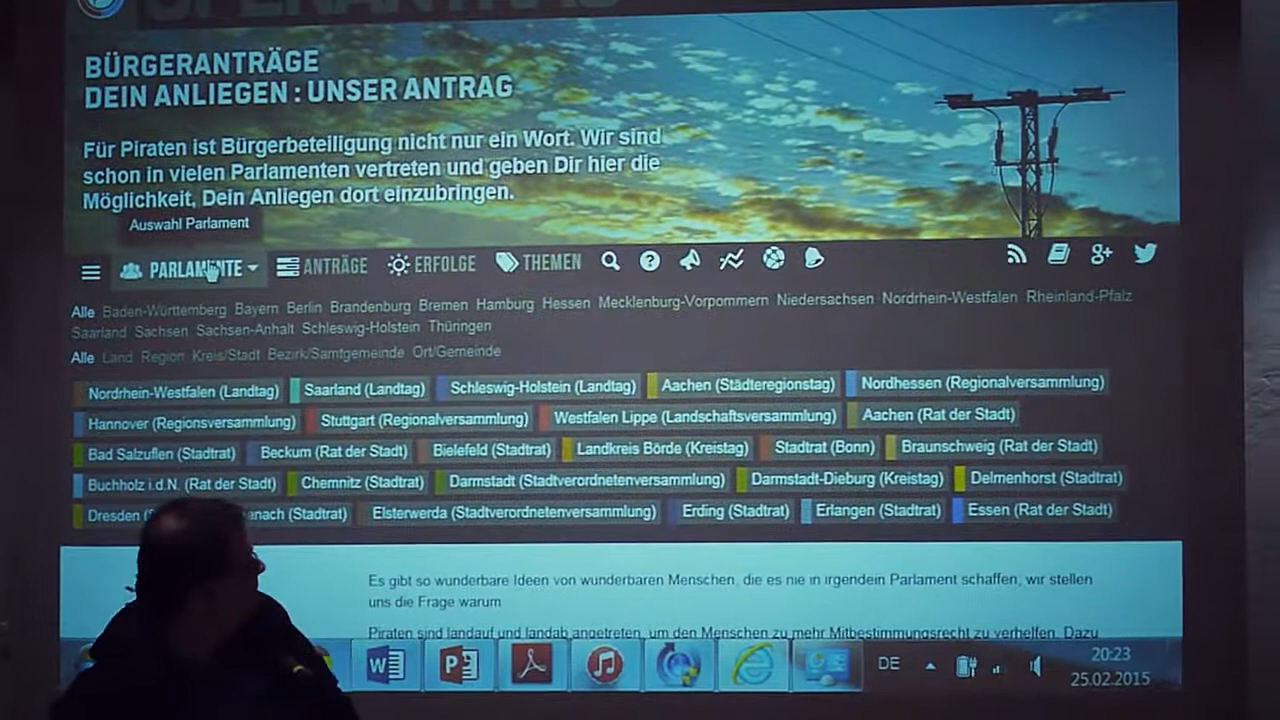 OPENANTRAG
BÜRGERANTRÄGE
DEIN ANLIEGEN : UNSER ANTRAG
Für Piraten ist Bürgerbeteiligung nicht nur ein Wort. Wir sind
schon in vielen Parlamenten vertreten und geben Dir hier die
Möglichkeit, Dein Anliegen dort einzubringen.
Auswahl Parlament
PARLAMENTE ANTRÄGE ERFOLGE THEMEN
Alle Baden-Württemberg Bayern Berlin Brandenburg Bremen Hamburg Hessen Mecklenburg-Vorpommern Niedersachsen Nordrhein-Westfalen Rheinland-Pfalz
Saarland Sachsen Sachsen-Anhalt Schleswig-Holstein Thüringen
Alle Land Region Kreis/Stadt Bezirk/Samtgemeinde Ort/Gemeinde
Nordrhein-Westfalen (Landtag) Saarland (Landtag) Schleswig-Holstein (Landtag) Aachen (Städteregionstag) Nordhessen (Regionalversammlung)
Hannover (Regionsversammlung) Stuttgart (Regionalversammlung) Westfalen Lippe (Landschaftsversammlung) Aachen (Rat der Stadt)
Bad Salzuflen (Stadtrat) Beckum (Rat der Stadt) Bielefeld (Stadtrat) Landkreis Börde (Kreistag) Stadtrat (Bonn) Braunschweig (Rat der Stadt)
Buchholz i.d.N. (Rat der Stadt) Chemnitz (Stadtrat) Darmstadt (Stadtverordnetenversammlung) Darmstadt-Dieburg (Kreistag) Delmenhorst (Stadtrat)
Dresden (S enach (Stadtrat) Elsterwerda (Stadtverordnetenversammlung) Erding (Stadtrat) Erlangen (Stadtrat) Essen (Rat der Stadt)
Es gibt so wunderbare Ideen von wunderbaren Menschen, die es nie in irgendein Parlament schaffen, wir stellen
uns die Frage warum
Piraten sind landauf und landab angetreten, um den Menschen zu mehr Mitbestimmungsrecht zu verhelfen. Dazu
DE 20:23
25.02.2015